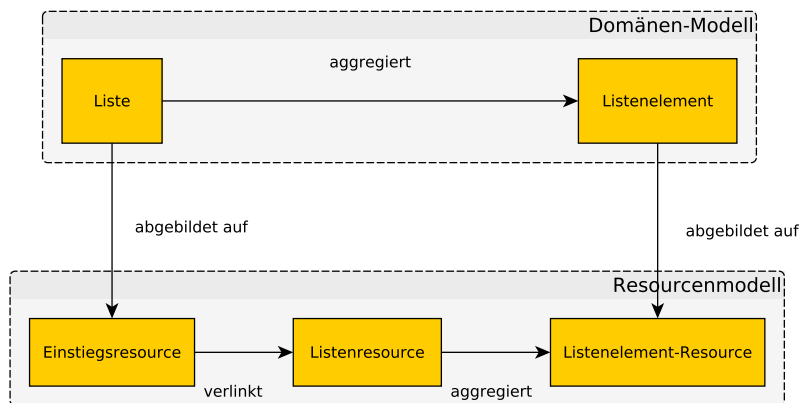 Domänen-Modell
aggregiert
Liste
Listenelement
abgebildet auf
abgebildet auf
Resourcenmodell
Einstiegsresource
Listenresource
Listenelement-Resource
verlinkt
aggregiert